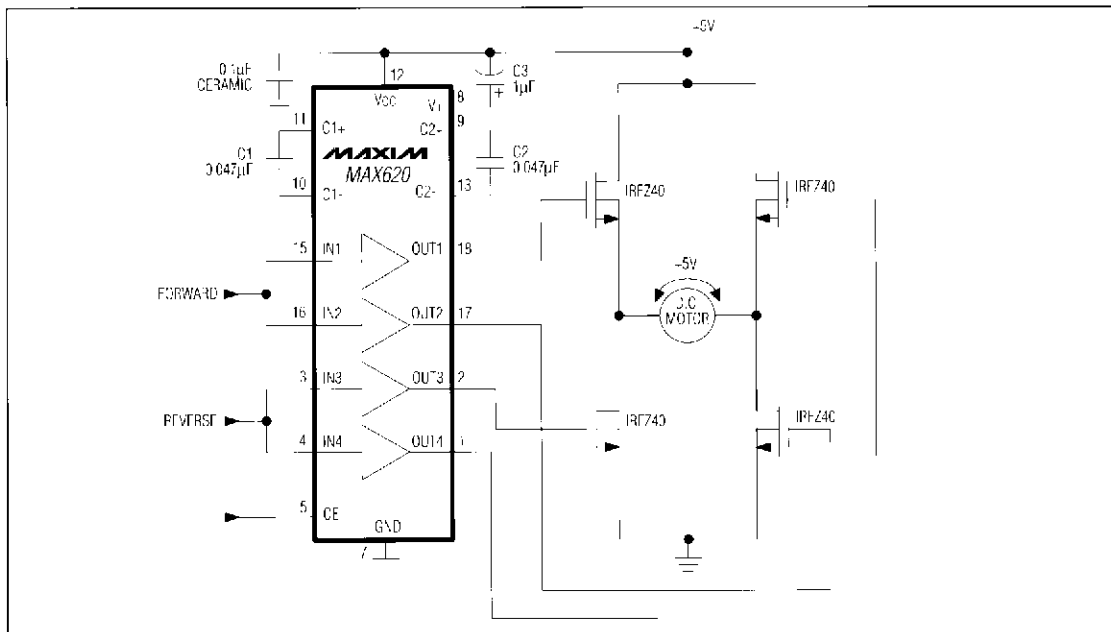 +5V
0.1µF
CERAMIC
12
VCC
C3
1µF
8
V+
11
C1+
9
C2-
MAXIM
MAX620
C1
0.047µF
C2
0.047µF
10
C1-
C2-
13
IRFZ40
IRFZ40
15
IN1
OUT1
18
FORWARD
+5V
D.C
MOTOR
16
IN2
OUT2
17
3
IN3
OUT3
2
REVERSE
IRFZ40
IRFZ40
4
IN4
OUT4
1
5
CE
GND
7